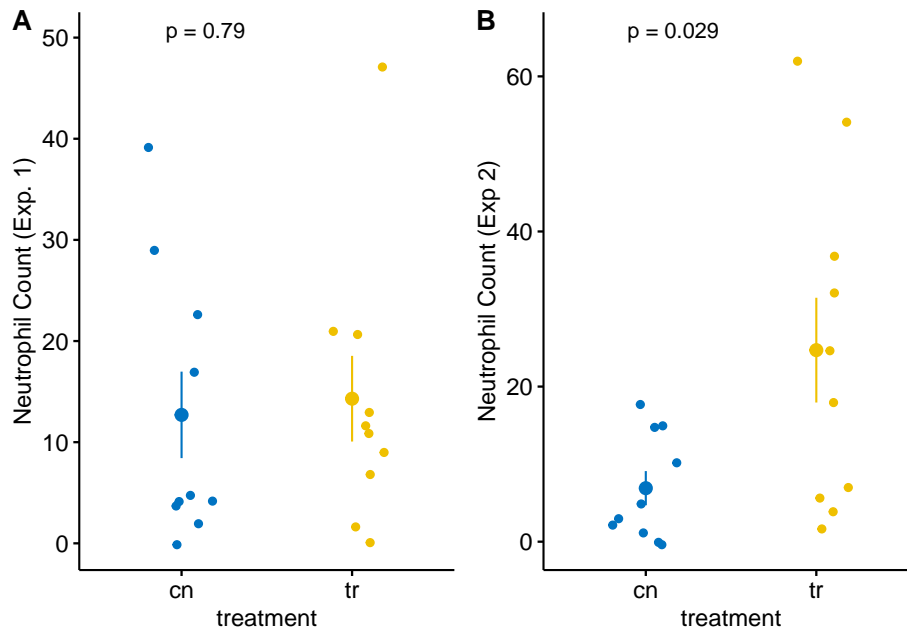 A
p = 0.79
Neutrophil Count (Exp. 1)
50
40
30
20
10
0
cn
tr
treatment
B
p = 0.029
Neutrophil Count (Exp 2)
60
40
20
0
cn
tr
treatment